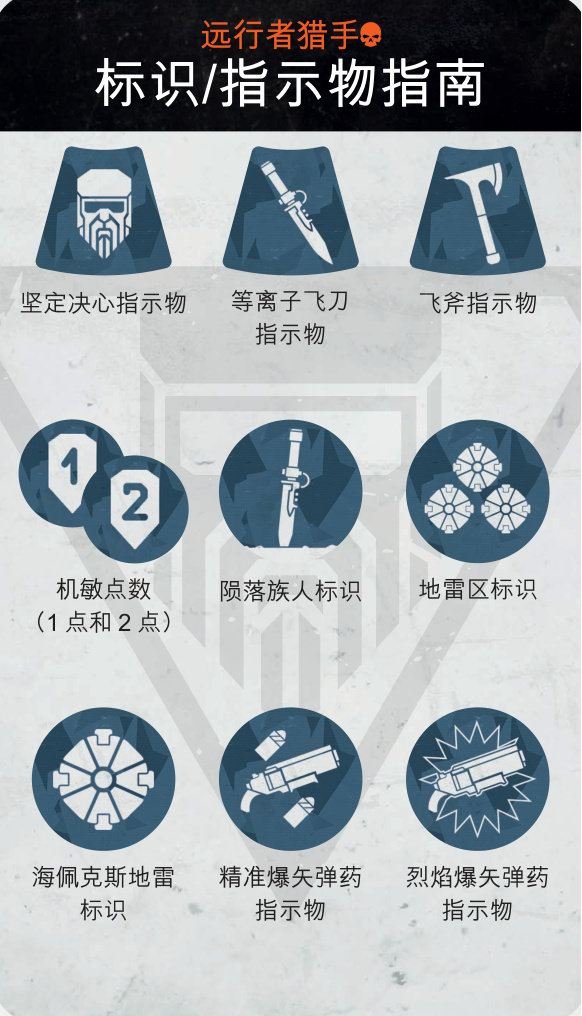 远行者猎手
标识/指示物指南
坚定决心指示物
等离子飞刀
指示物
飞斧指示物
1
2
机敏点数
（1 点和 2 点）
陨落族人标识
地雷区标识
海佩克斯地雷
标识
精准爆矢弹药
指示物
烈焰爆矢弹药
指示物